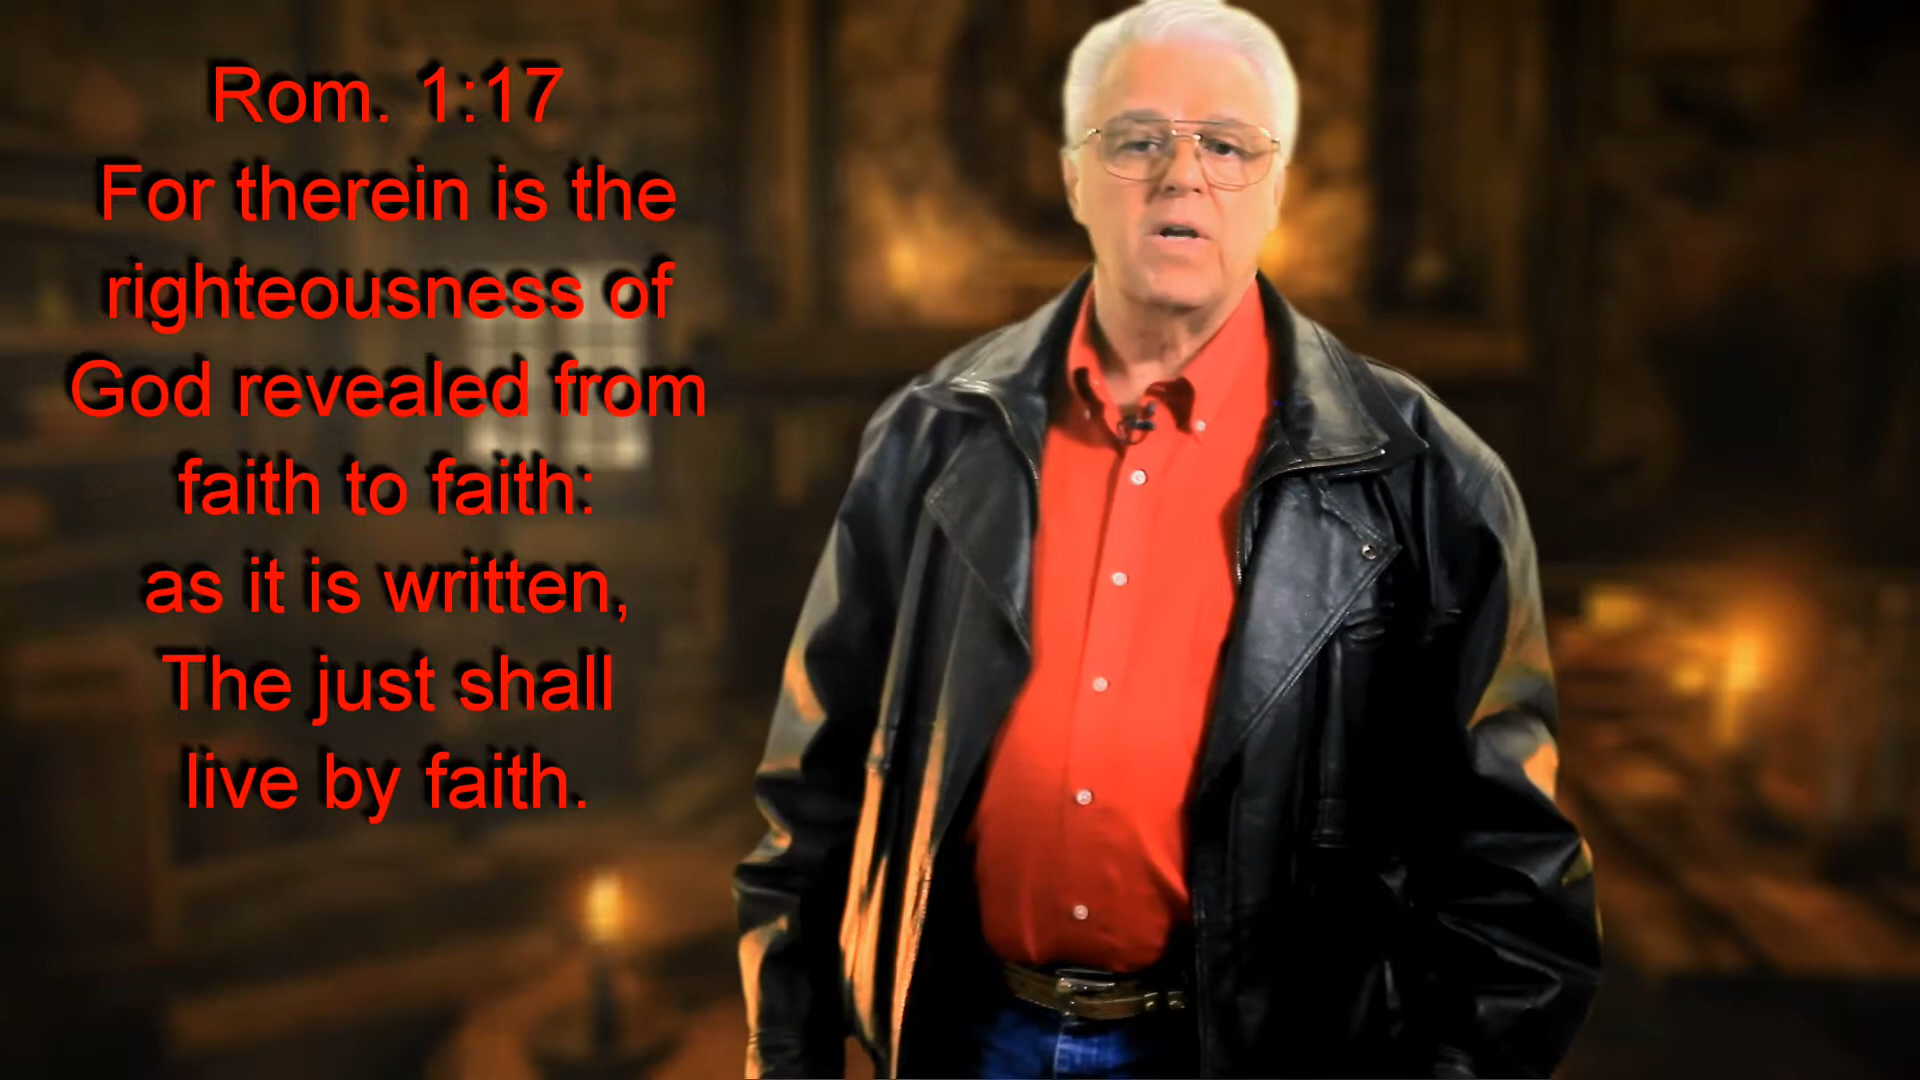 Rom. 1:17
For therein is the
righteousness of
God revealed from
faith to faith:
as it is written,
The just shall
live by faith.